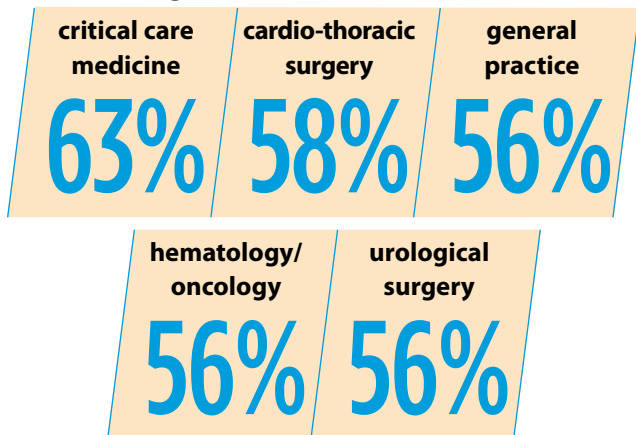 critical care
medicine
63%
cardio-thoracic
surgery
58%
general
practice
56%
hematology/
oncology
56%
urological
surgery
56%